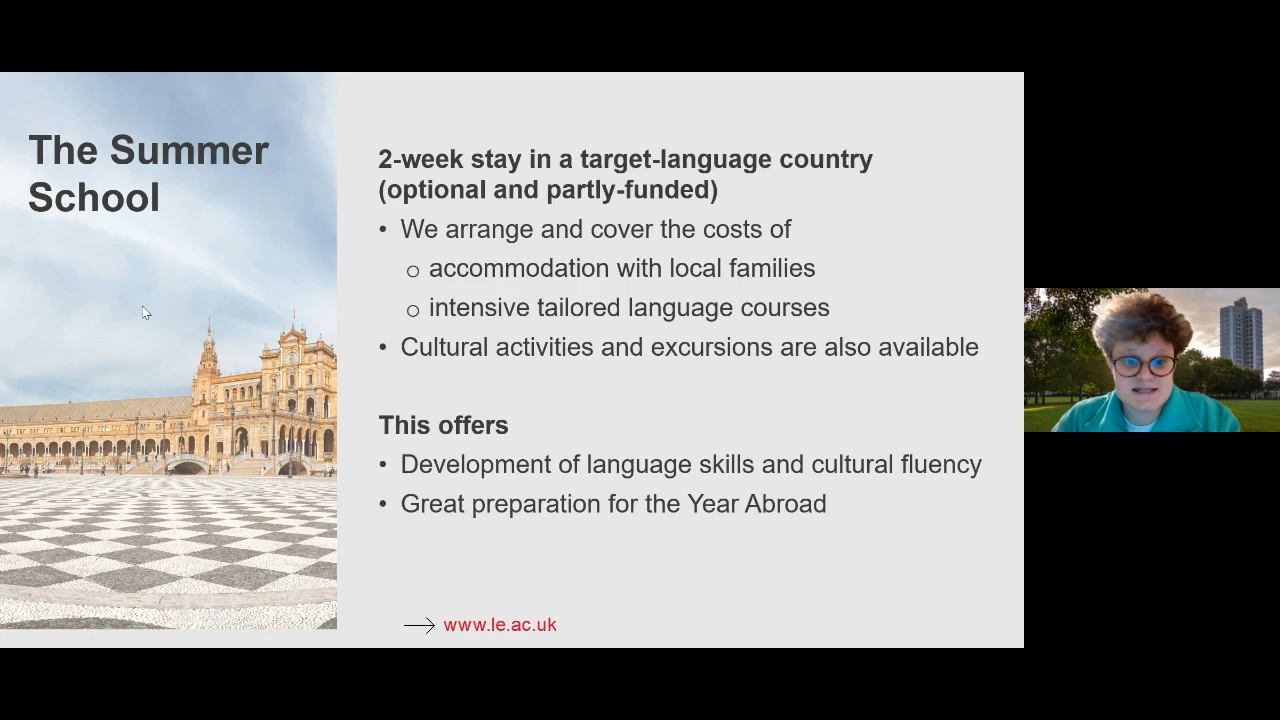 The Summer
School
2-week stay in a target-language country
(optional and partly-funded)
• We arrange and cover the costs of
o accommodation with local families
o intensive tailored language courses
• Cultural activities and excursions are also available
This offers
• Development of language skills and cultural fluency
• Great preparation for the Year Abroad
www.le.ac.uk